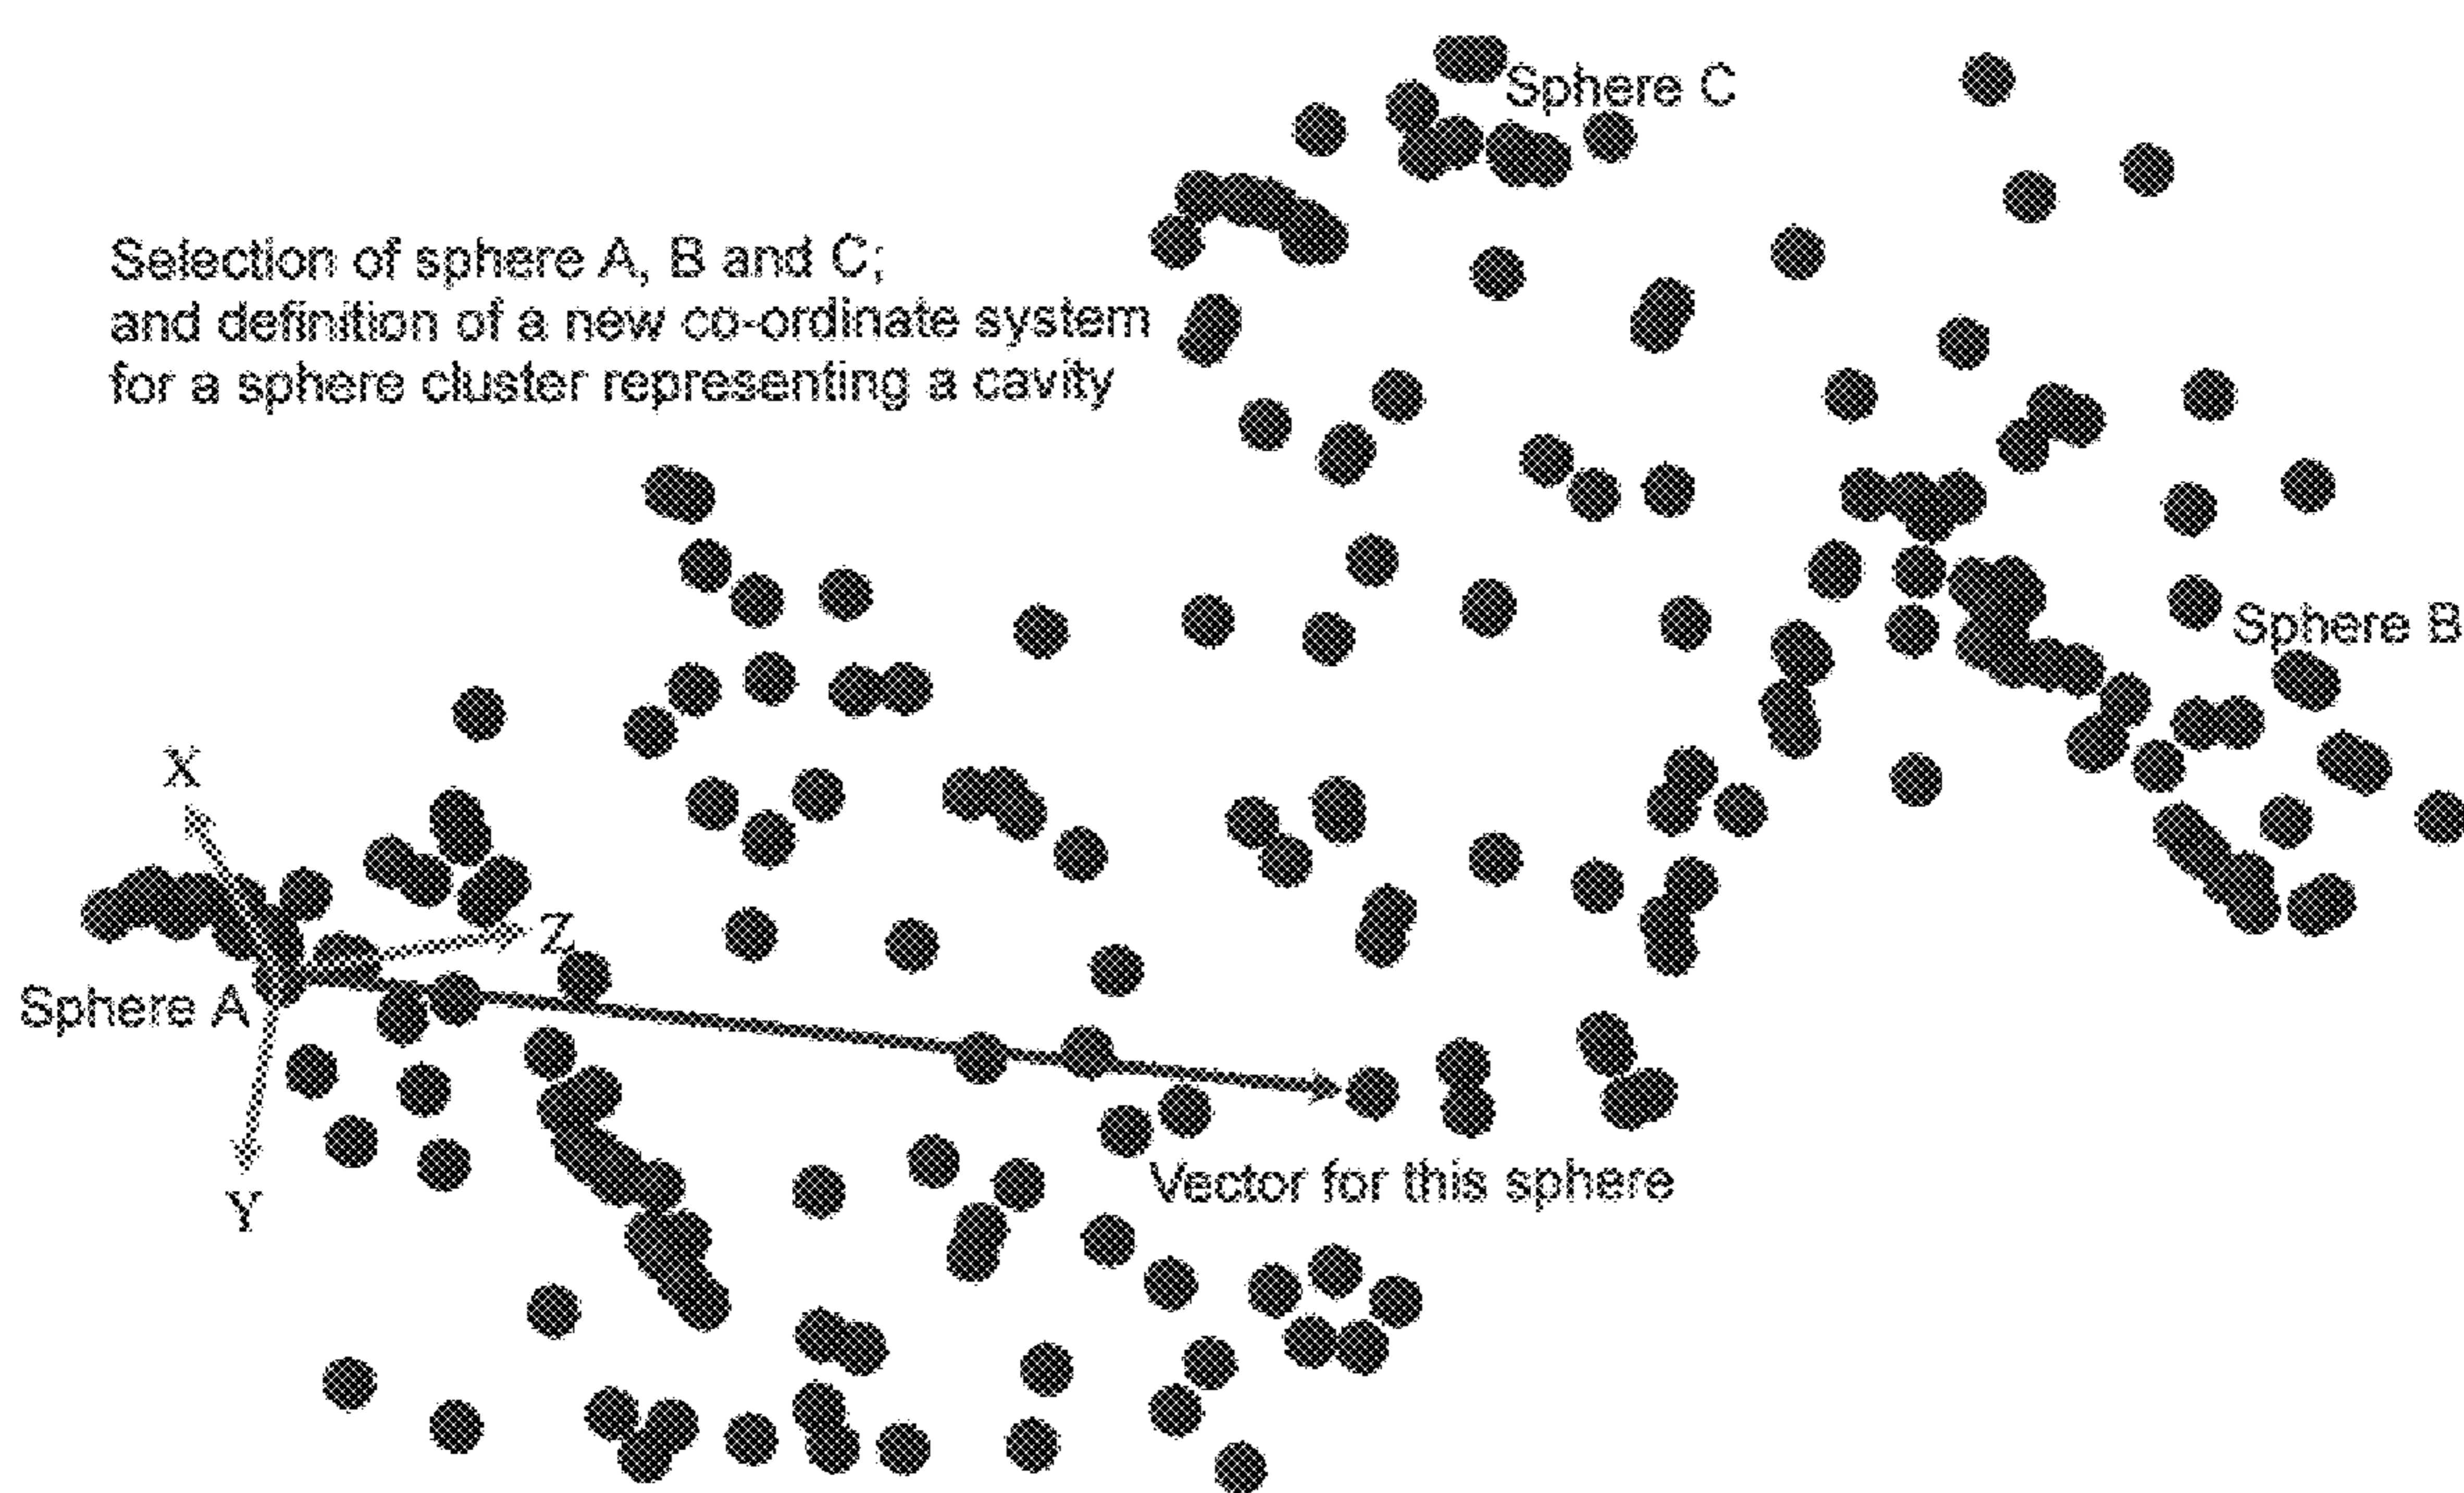 Sphere C
Selection of sphere A, B and C;
and definition of a new co-ordinate system
for a sphere cluster representing a cavity
Sphere B
X
Z
Sphere A
Vector for this sphere
Y